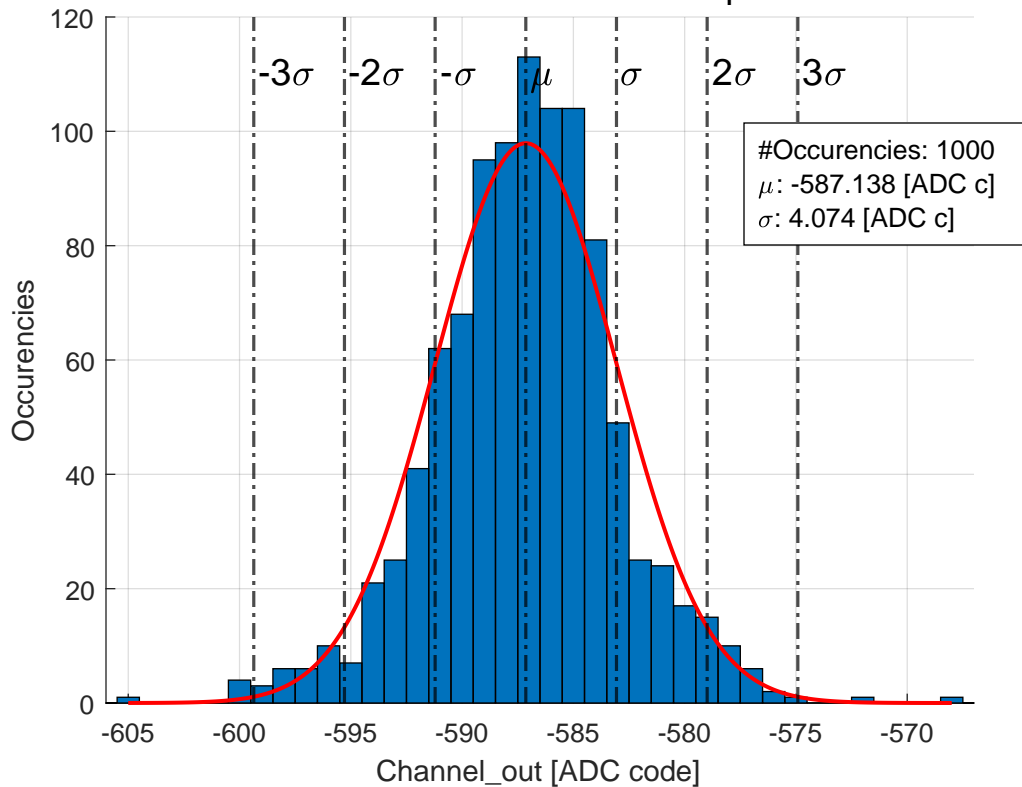 120
100
80
60
40
20
0
Occurencies
-3σ -2σ -σ μ σ 2σ 3σ
#Occurencies: 1000
μ: -587.138 [ADC c]
σ: 4.074 [ADC c]
-605 -600 -595 -590 -585 -580 -575 -570
Channel_out [ADC code]